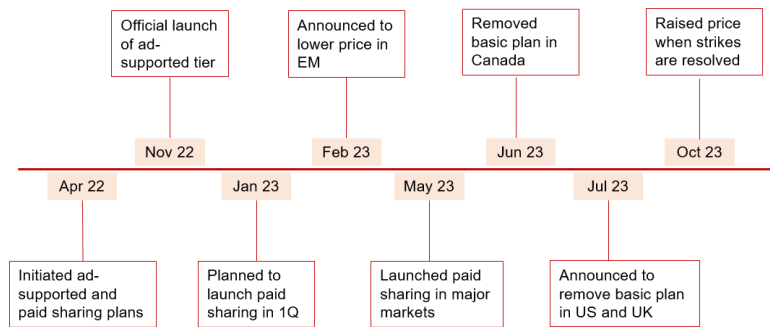 Official launch
of ad-
supported tier
Announced to
lower price in
EM
Removed
basic plan in
Canada
Raised price
when strikes
are resolved
Nov 22
Feb 23
Jun 23
Oct 23
Apr 22
Jan 23
May 23
Jul 23
Initiated ad-
supported and
paid sharing plans
Planned to
launch paid
sharing in 1Q
Launched paid
sharing in major
markets
Announced to
remove basic plan
in US and UK